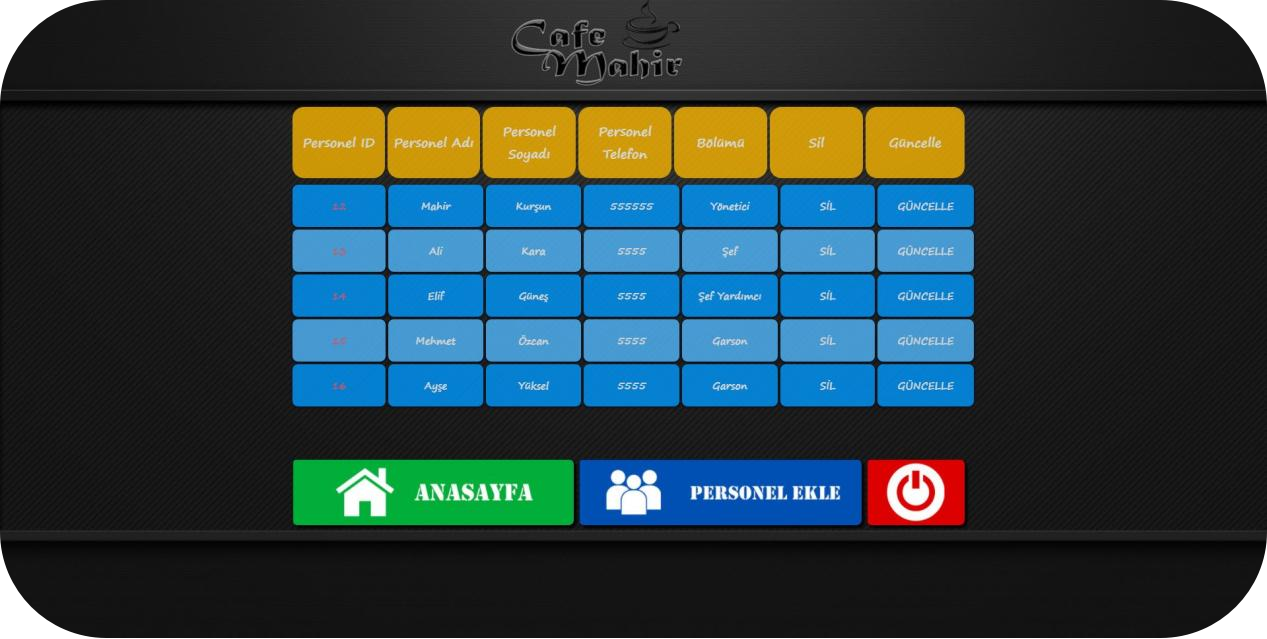 Cafe
Mahir
Personel ID Personel Adı Personel Soyadı Personel Telefon Bölümü Sil Güncelle
12 Mahir Kurşun 555555 Yönetici SİL GÜNCELLE
13 Ali Kara 5555 Şef SİL GÜNCELLE
14 Elif Güneş 5555 Şef Yardımcı SİL GÜNCELLE
15 Mehmet Özcan 5555 Garson SİL GÜNCELLE
16 Ayşe Yüksel 5555 Garson SİL GÜNCELLE
ANASAYFA PERSONEL EKLE